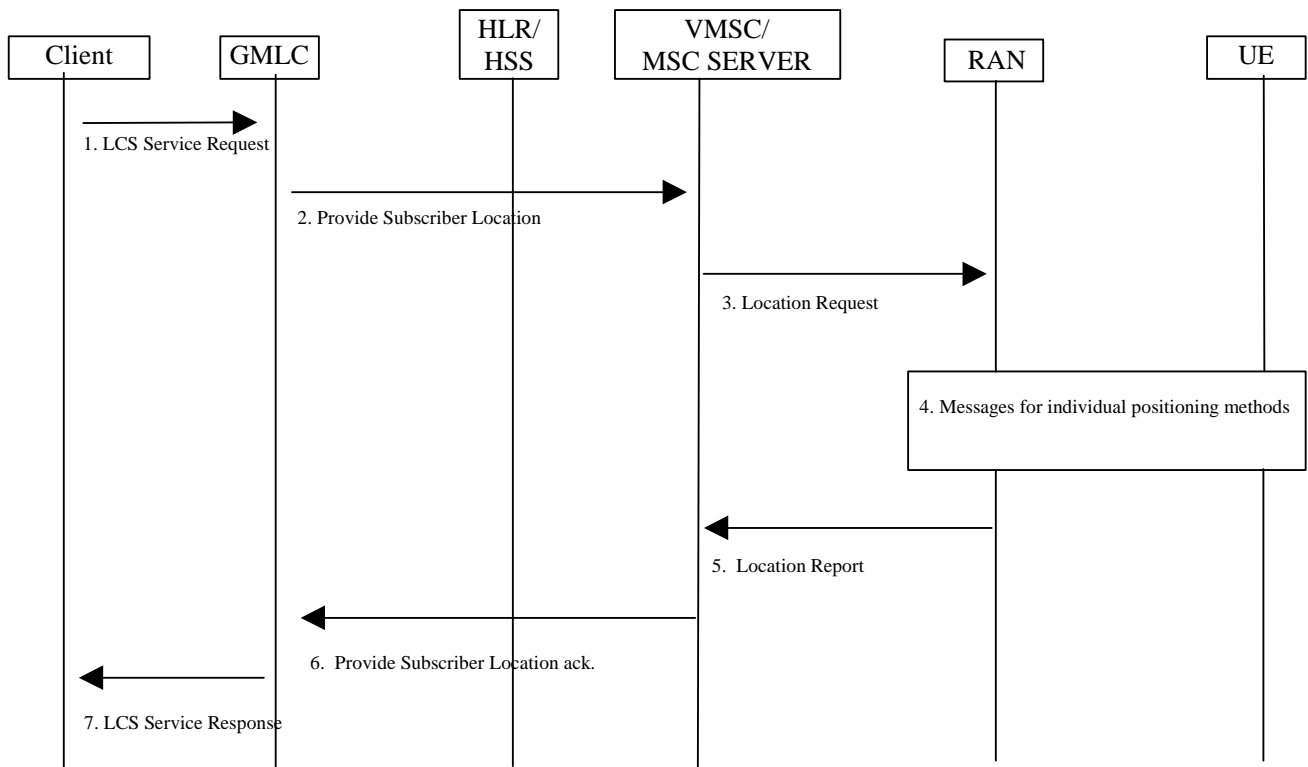 Client
GMLC
HLR/
HSS
VMSC/
MSC SERVER
RAN
UE
1. LCS Service Request
2. Provide Subscriber Location
3. Location Request
4. Messages for individual positioning methods
5. Location Report
6. Provide Subscriber Location ack.
7. LCS Service Response